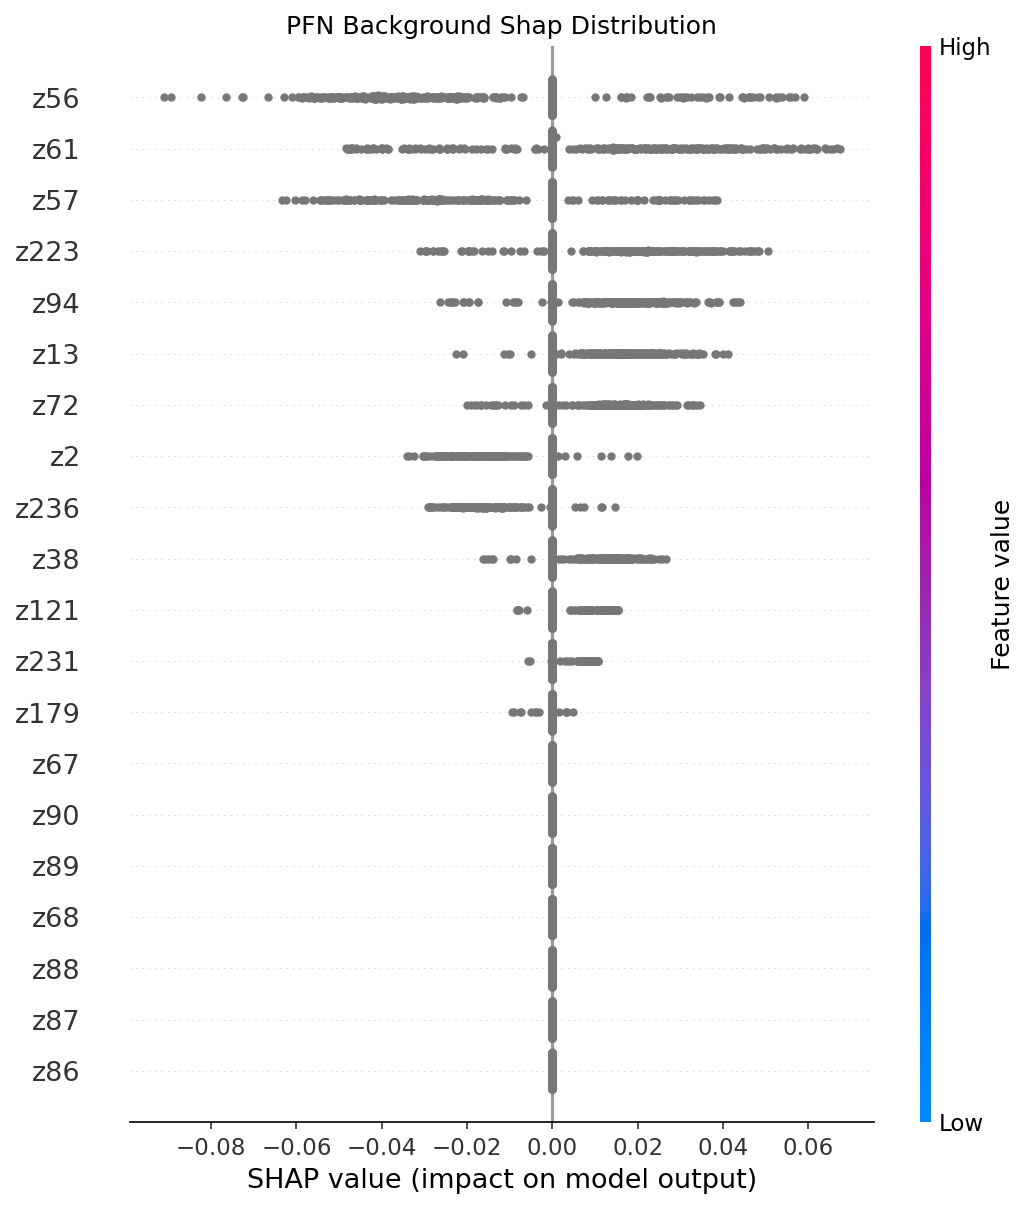 PFN Background Shap Distribution
High
z56
z61
z57
z223
z94
z13
z72
z2
z236
z38
z121
z231
z179
z67
z90
z89
z68
z88
z87
z86
Feature value
Low
−0.08 −0.06 −0.04 −0.02 0.00 0.02 0.04 0.06
SHAP value (impact on model output)